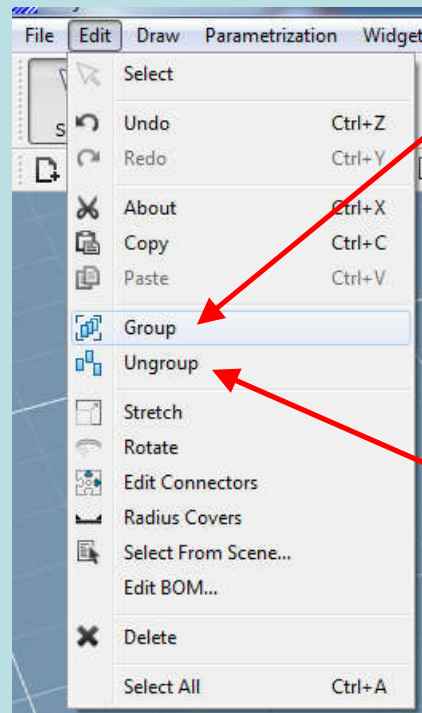 File Edit Draw Parametrization Widget
Select
S
Undo Ctrl+Z
Redo Ctrl+Y
About Ctrl+X
Copy Ctrl+C
Paste Ctrl+V
Group
Ungroup
Stretch
Rotate
Edit Connectors
Radius Covers
Select From Scene...
Edit BOM...
Delete
Select All Ctrl+A